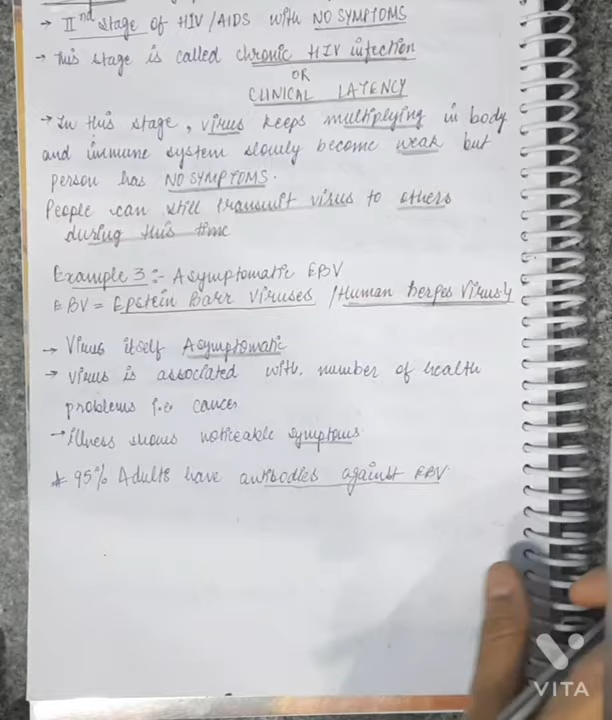 → IInd stage of HIV/AIDS with NO SYMPTOMS
→ This stage is called chronic HIV infection
OR
CLINICAL LATENCY
→ In this stage, virus keeps multiplying in body
and immune system slowly become weak but
person has NO SYMPTOMS.
People can still transmit virus to others
during this time
Example 3 :- Asymptomatic EBV
EBV = Epstein Barr Viruses / Human herpes Virus 4
→ Virus itself Asymptomatic
→ Virus is associated with. number of health
problems i.e cancer
→ illness shows noticeable symptoms
* 95% Adults have antibodies against EBV.
VITA